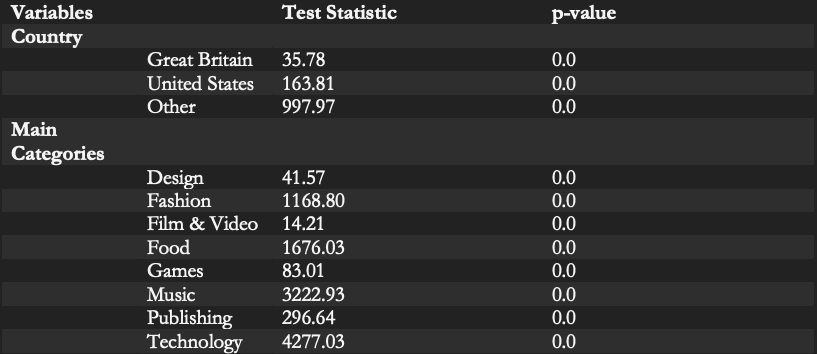 Variables Test Statistic p-value
Country
Great Britain 35.78 0.0
United States 163.81 0.0
Other 997.97 0.0
Main
Categories
Design 41.57 0.0
Fashion 1168.80 0.0
Film & Video 14.21 0.0
Food 1676.03 0.0
Games 83.01 0.0
Music 3222.93 0.0
Publishing 296.64 0.0
Technology 4277.03 0.0